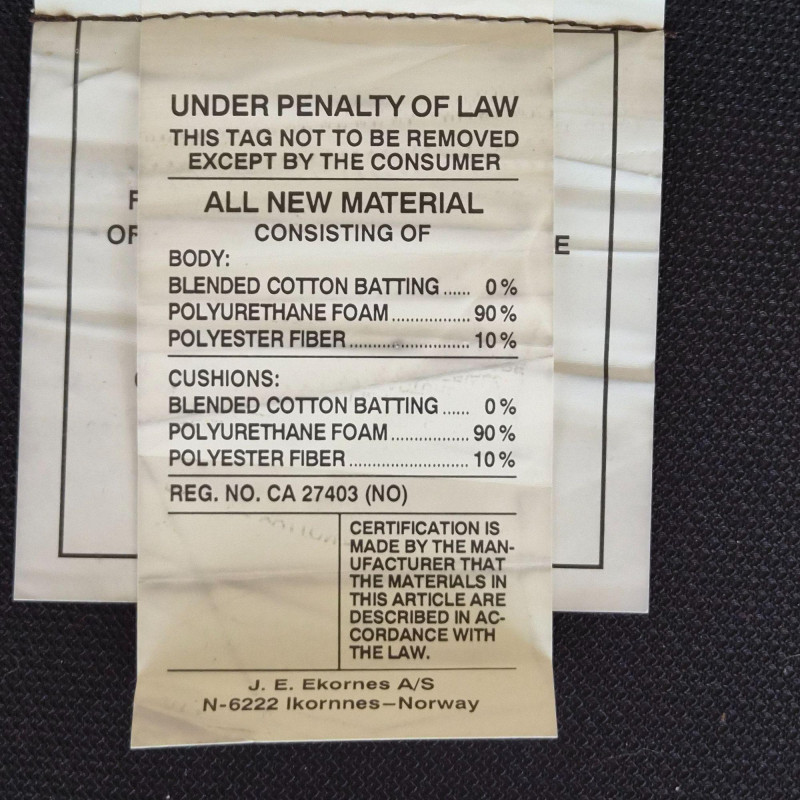 UNDER PENALTY OF LAW
THIS TAG NOT TO BE REMOVED
EXCEPT BY THE CONSUMER
ALL NEW MATERIAL
CONSISTING OF
BODY:
BLENDED COTTON BATTING ...... 0%
POLYURETHANE FOAM ................. 90%
POLYESTER FIBER .......................... 10%
CUSHIONS:
BLENDED COTTON BATTING ...... 0%
POLYURETHANE FOAM ................. 90%
POLYESTER FIBER .......................... 10%
REG. NO. CA 27403 (NO)
CERTIFICATION IS
MADE BY THE MAN-
UFACTURER THAT
THE MATERIALS IN
THIS ARTICLE ARE
DESCRIBED IN AC-
CORDANCE WITH
THE LAW.
J. E. Ekornes A/S
N-6222 Ikornnes–Norway